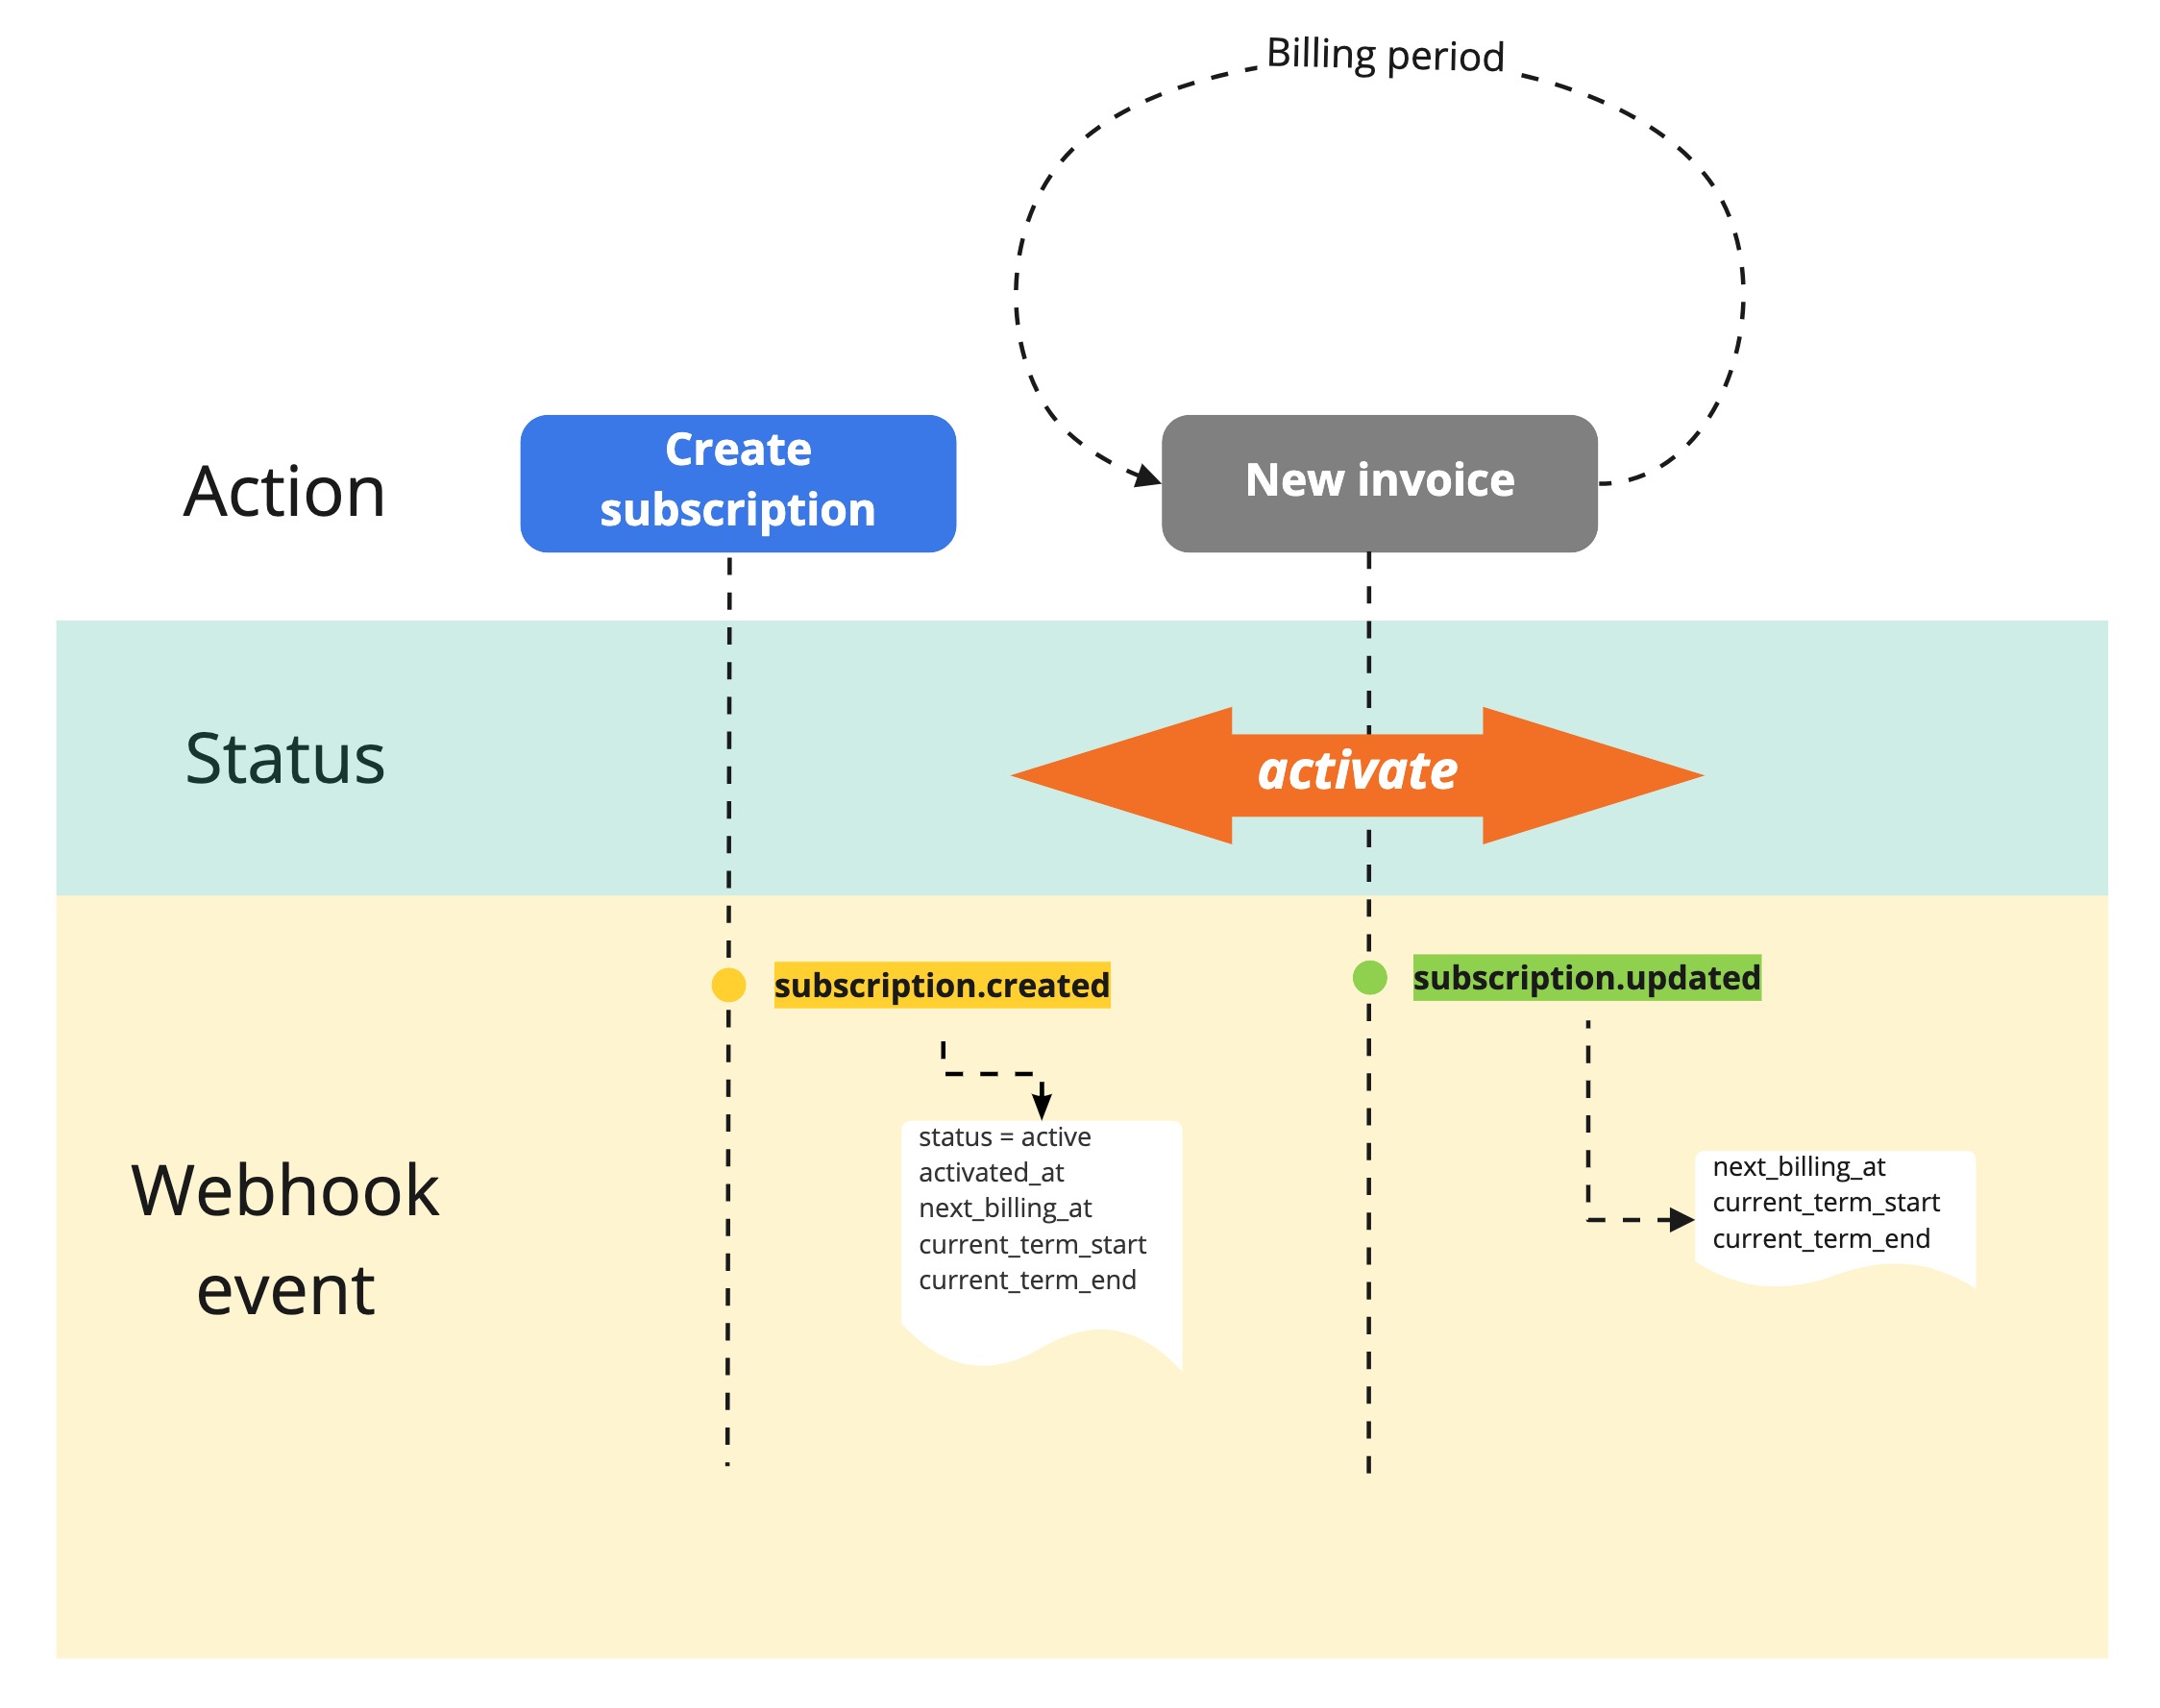 Billing period
Action
Create
subscription
New invoice
Status
activate
Webhook
event
subscription.created
status = active
activated_at
next_billing_at
current_term_start
current_term_end
subscription.updated
next_billing_at
current_term_start
current_term_end